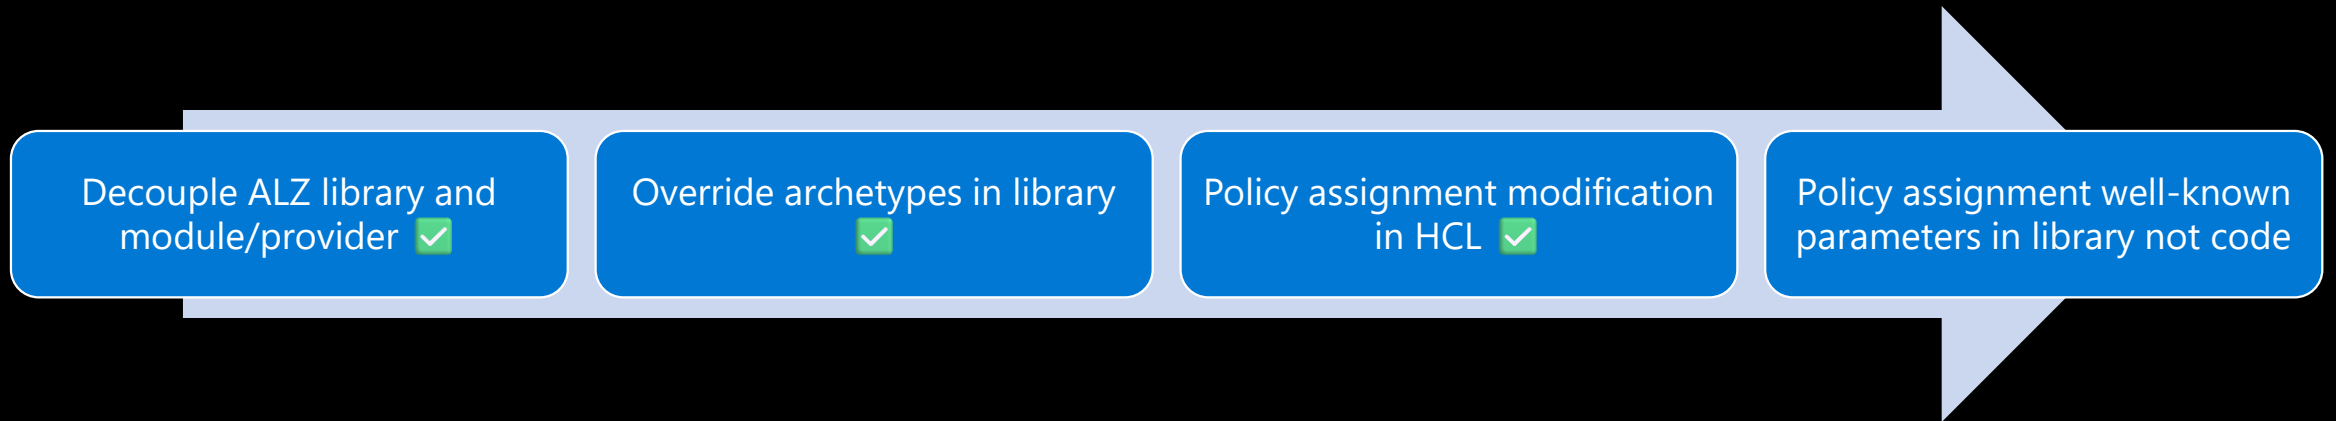 Decouple ALZ library and
module/provider ✅
Override archetypes in library
✅
Policy assignment modification
in HCL ✅
Policy assignment well-known
parameters in library not code